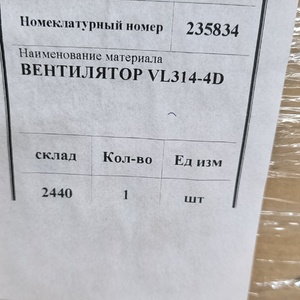 Номеклатурный номер 235834
Наименование материала
ВЕНТИЛЯТОР VL314-4D
склад Кол-во Ед изм
2440 1 шт